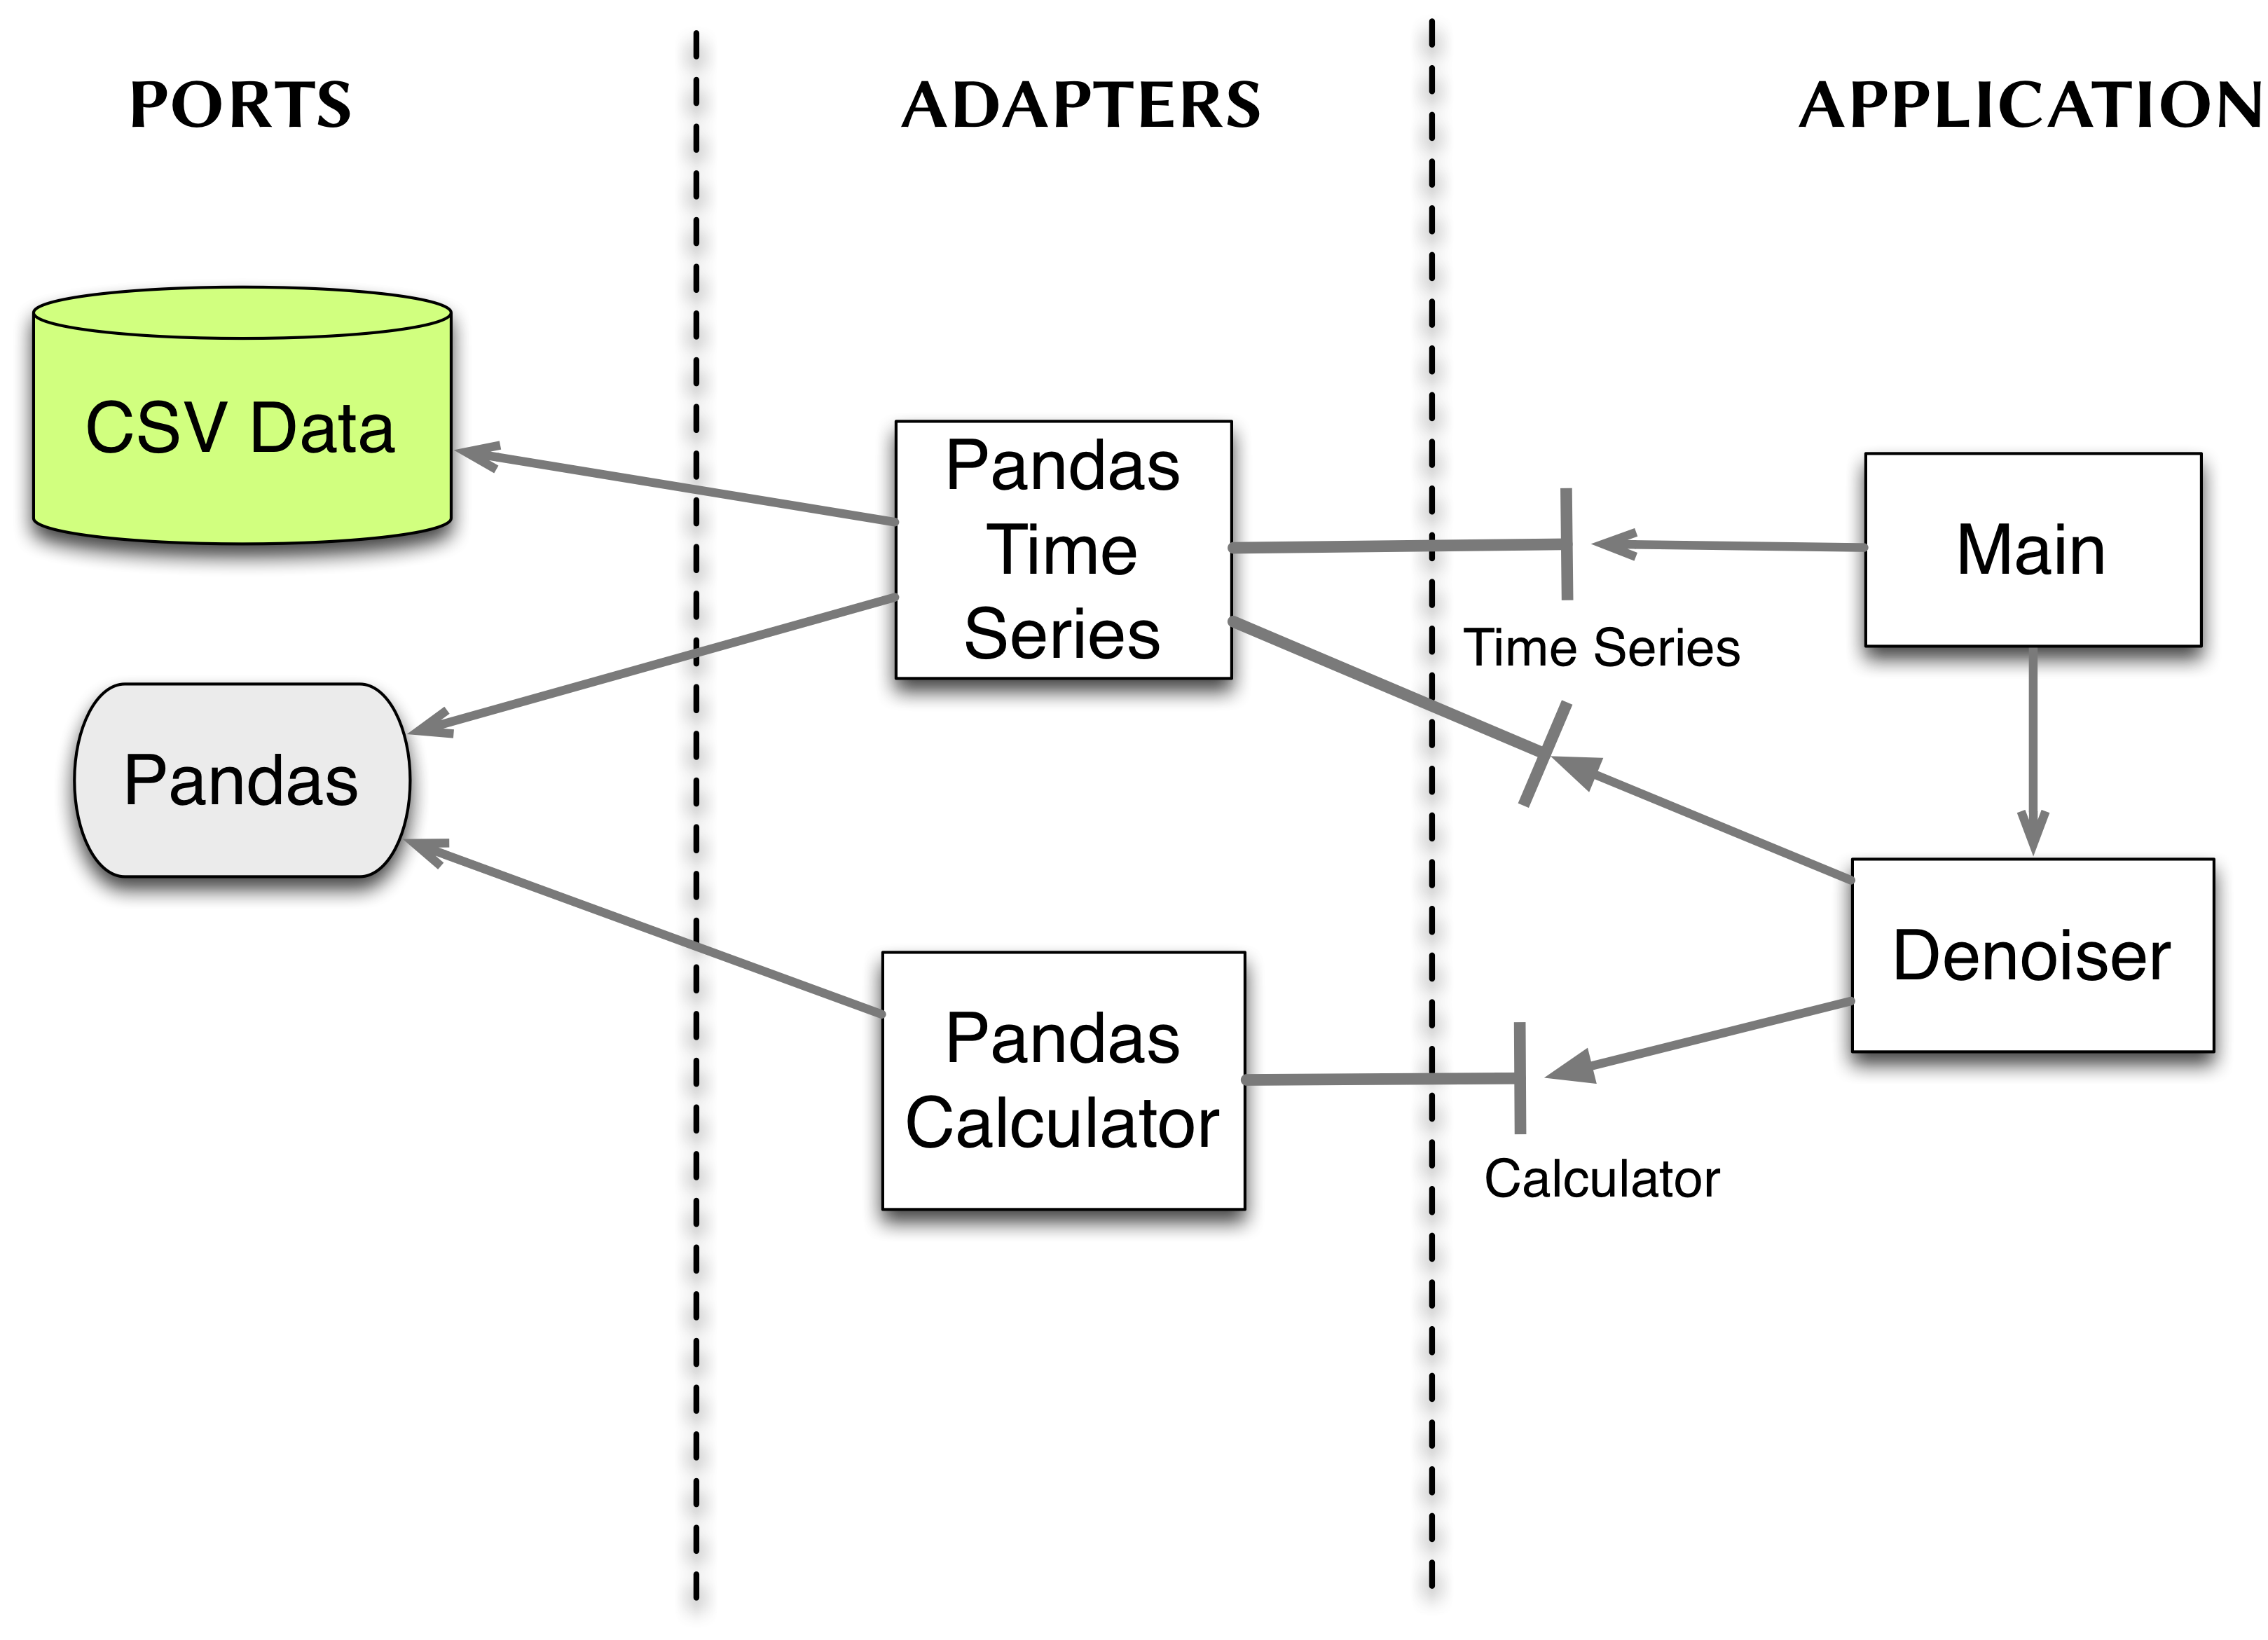 PORTS
ADAPTERS
APPLICATION
CSV Data
Pandas
Time
Series
Main
Time Series
Pandas
Denoiser
Pandas
Calculator
Calculator